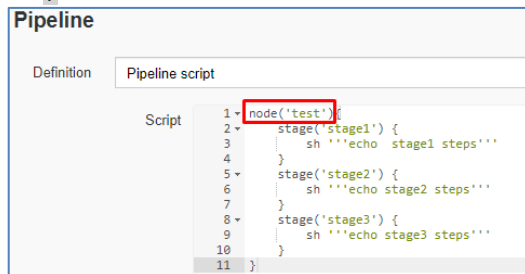 Pipeline
Definition
Pipeline script
Script
1 node('test'){
2 stage('stage1') {
3 sh '''echo  stage1 steps'''
4 }
5 stage('stage2') {
6 sh '''echo stage2 steps'''
7 }
8 stage('stage3') {
9 sh '''echo stage3 steps'''
10 }
11 }